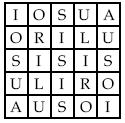 I O S U A
O R I L U
S I S I S
U L I R O
A U S O I